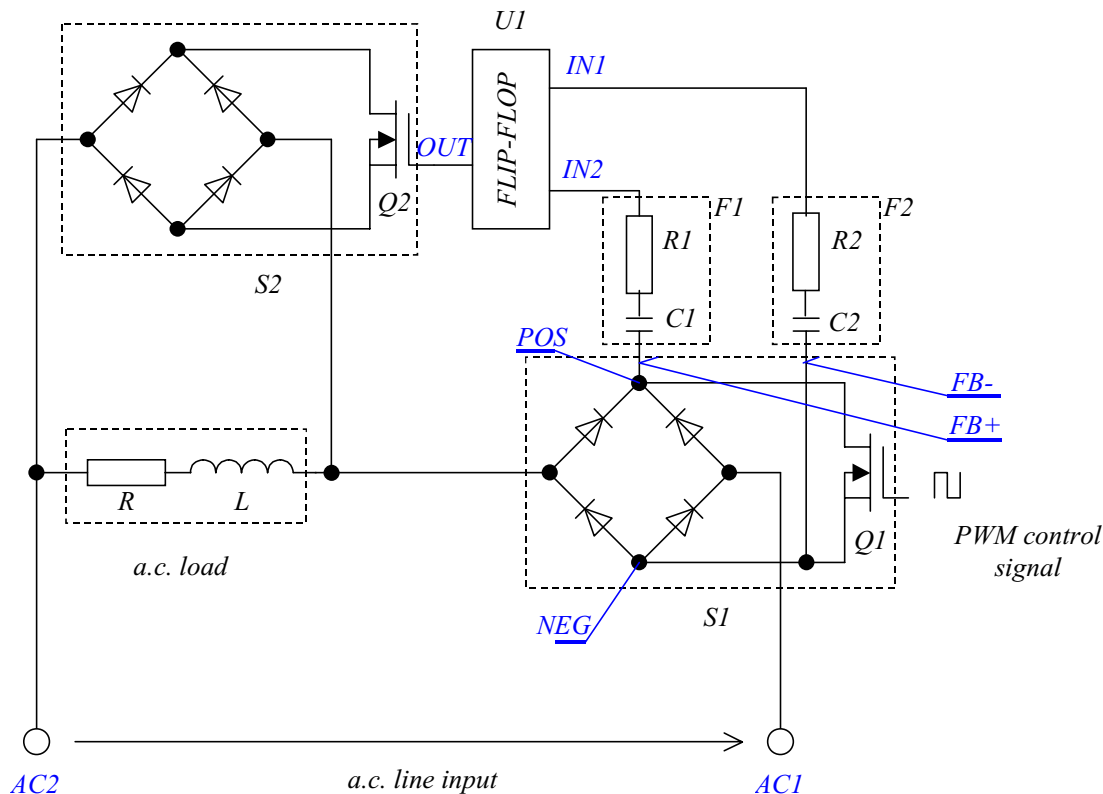 U1
IN1
FLIP-FLOP
OUT
IN2
Q2
F1
F2
R1
R2
S2
C1
C2
POS
FB-
FB+
R
L
Q1
PWM control
signal
a.c. load
S1
NEG
a.c. line input
AC2
AC1